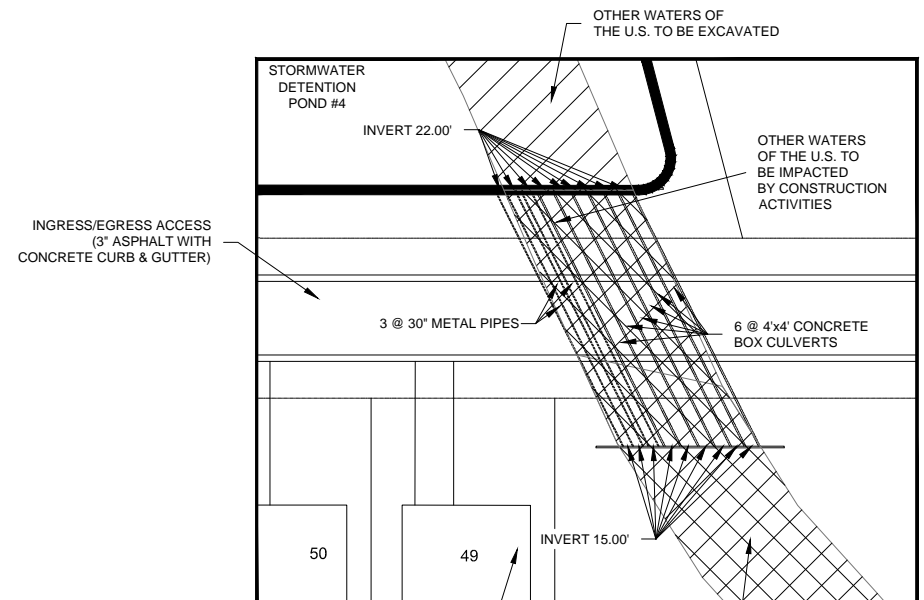 OTHER WATERS OF
THE U.S. TO BE EXCAVATED
STORMWATER
DETENTION
POND #4
INVERT 22.00'
OTHER WATERS
OF THE U.S. TO
BE IMPACTED
BY CONSTRUCTION
ACTIVITIES
INGRESS/EGRESS ACCESS
(3" ASPHALT WITH
CONCRETE CURB & GUTTER)
3 @ 30" METAL PIPES
6 @ 4'x4' CONCRETE
BOX CULVERTS
INVERT 15.00'
50
49